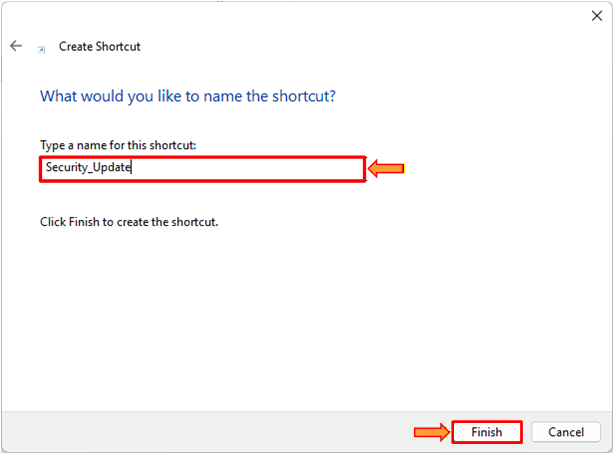 Create Shortcut
What would you like to name the shortcut?
Type a name for this shortcut:
Security_Update
Click Finish to create the shortcut.
Finish Cancel